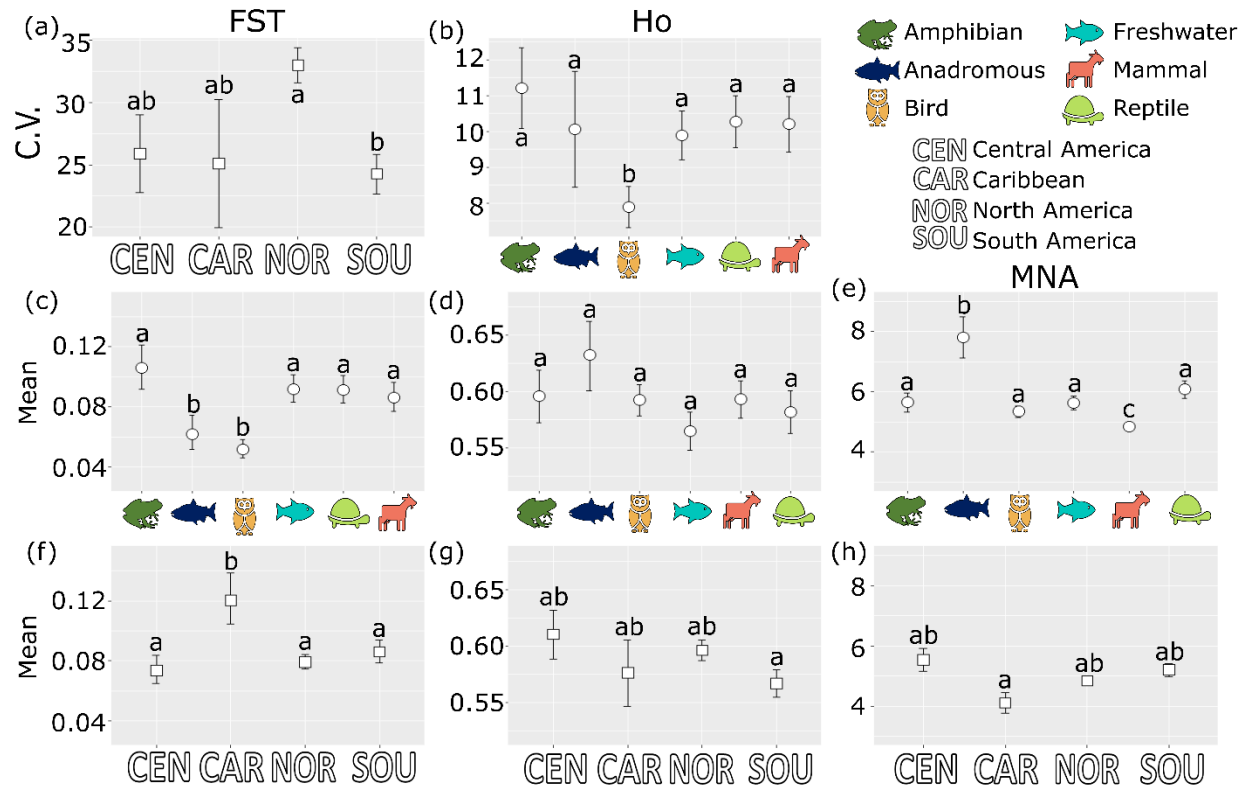 FST
Ho
(a)
C.V.
35
30
25
20
ab
ab
a
b
CEN CAR NOR SOU
(b)
12
11
10
9
8
a
a
b
a
a
a
Amphibian
Freshwater
Anadromous
Mammal
Bird
Reptile
CEN Central America
CAR Caribbean
NOR North America
SOU South America
(c)
Mean
0.12
0.08
0.04
a
b
b
a
a
a
(d)
0.65
0.60
0.55
a
a
a
a
a
a
MNA
(e)
8
6
4
a
b
a
a
c
a
(f)
Mean
0.12
0.08
0.04
a
b
a
a
CEN CAR NOR SOU
(g)
0.65
0.60
0.55
ab
ab
ab
a
CEN CAR NOR SOU
(h)
8
6
4
ab
a
ab
ab
CEN CAR NOR SOU